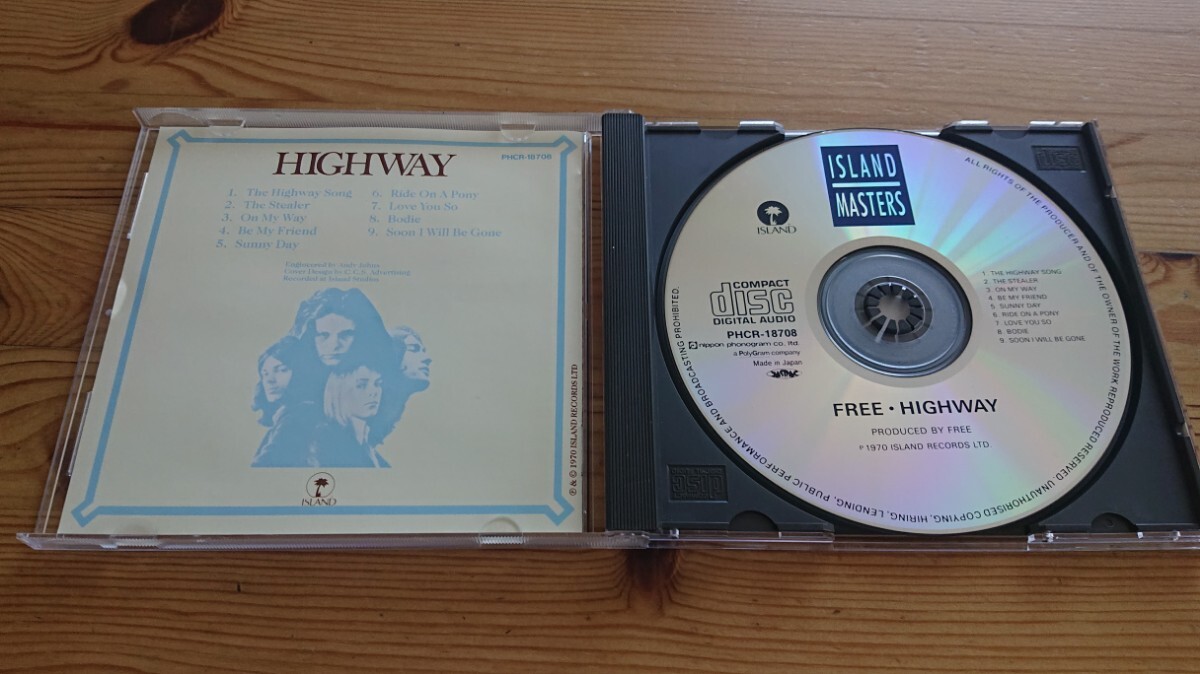 HIGHWAY
PHCR-18708
1. The Highway Song
2. The Stealer
3. On My Way
4. Be My Friend
5. Sunny Day
6. Ride On A Pony
7. Love You So
8. Bodie
9. Soon I Will Be Gone
Engineered by Andy Johns
Cover Design by C.C.S. Advertising
Recorded in Island Studios
ISLAND
℗ & © 1970 ISLAND RECORDS LTD
ISLAND
MASTERS
ISLAND
COMPACT
disc
DIGITAL AUDIO
PHCR-18708
nippon phonogram co., ltd.
a PolyGram company
Made in Japan
1 THE HIGHWAY SONG
2 THE STEALER
3 ON MY WAY
4 BE MY FRIEND
5 SUNNY DAY
6 RIDE ON A PONY
7 LOVE YOU SO
8 BODIE
9 SOON I WILL BE GONE
FREE • HIGHWAY
PRODUCED BY FREE
℗ 1970 ISLAND RECORDS LTD.
ALL RIGHTS OF THE PRODUCER AND OF THE OWNER OF THE WORK REPRODUCED RESERVED. UNAUTHORISED COPYING, HIRING, LENDING, PUBLIC PERFORMANCE AND BROADCASTING PROHIBITED.
disc